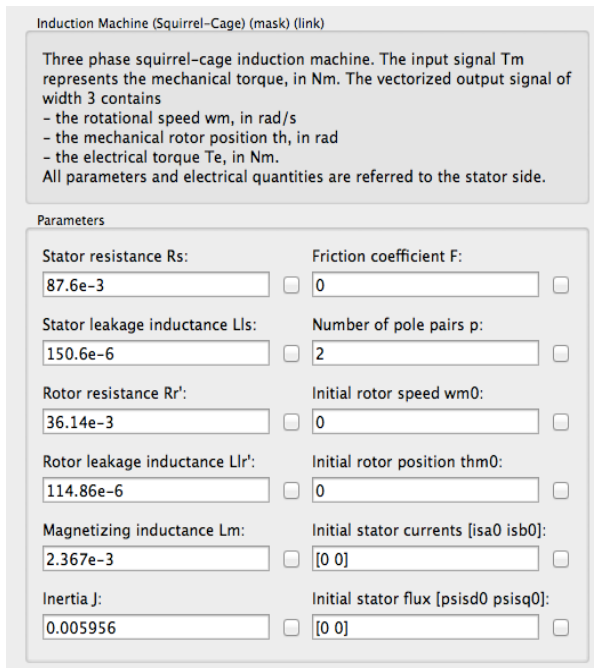 Induction Machine (Squirrel-Cage) (mask) (link)
Three phase squirrel-cage induction machine. The input signal Tm
represents the mechanical torque, in Nm. The vectorized output signal of
width 3 contains
- the rotational speed wm, in rad/s
- the mechanical rotor position th, in rad
- the electrical torque Te, in Nm.
All parameters and electrical quantities are referred to the stator side.
Parameters
Stator resistance Rs:
87.6e-3
Friction coefficient F:
0
Stator leakage inductance Lls:
150.6e-6
Number of pole pairs p:
2
Rotor resistance Rr':
36.14e-3
Initial rotor speed wm0:
0
Rotor leakage inductance Llr':
114.86e-6
Initial rotor position thm0:
0
Magnetizing inductance Lm:
2.367e-3
Initial stator currents [isa0 isb0]:
[0 0]
Inertia J:
0.005956
Initial stator flux [psisd0 psisq0]:
[0 0]